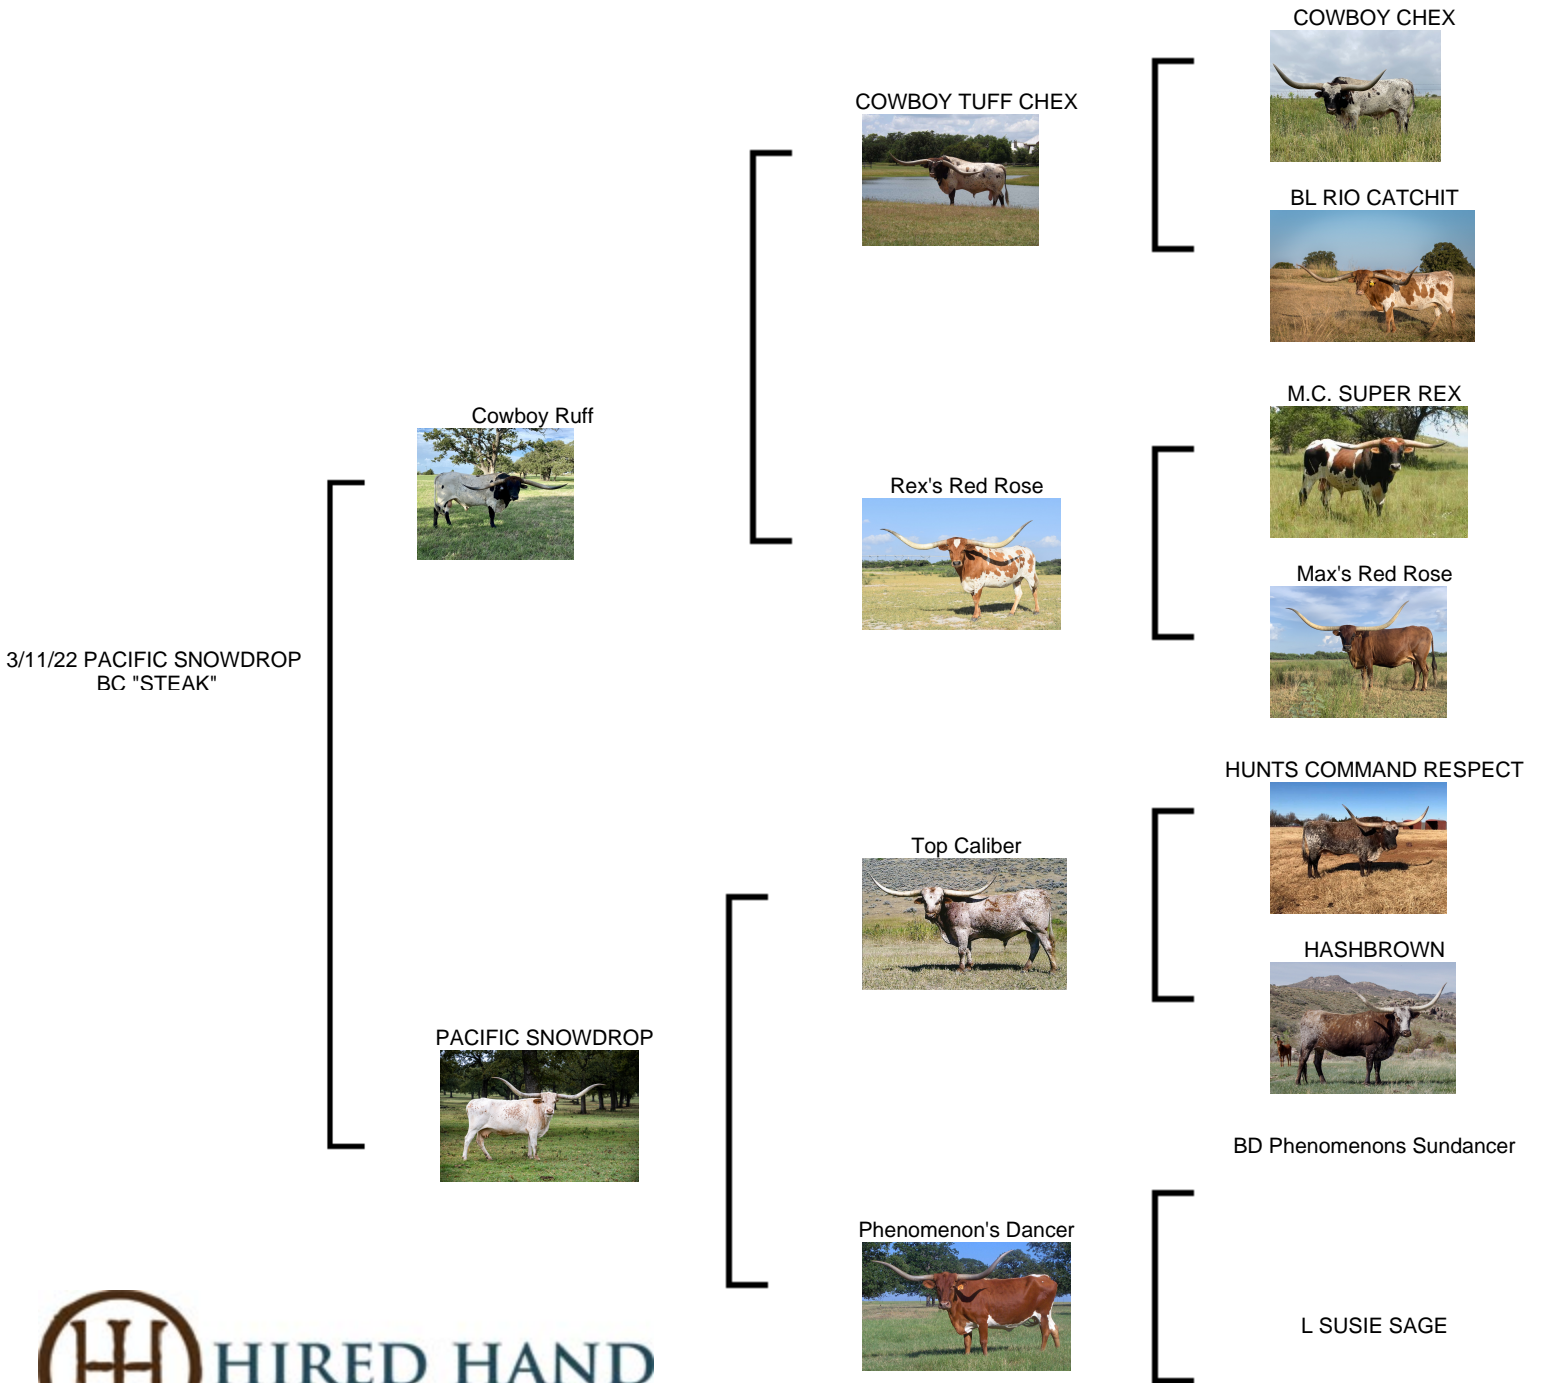 COWBOY CHEX
COWBOY TUFF CHEX
BL RIO CATCHIT
M.C. SUPER REX
Cowboy Ruff
Rex's Red Rose
Max's Red Rose
3/11/22 PACIFIC SNOWDROP
BC "STEAK"
HUNTS COMMAND RESPECT
Top Caliber
HASHBROWN
PACIFIC SNOWDROP
BD Phenomenons Sundancer
Phenomenon's Dancer
L SUSIE SAGE
HIRED HAND